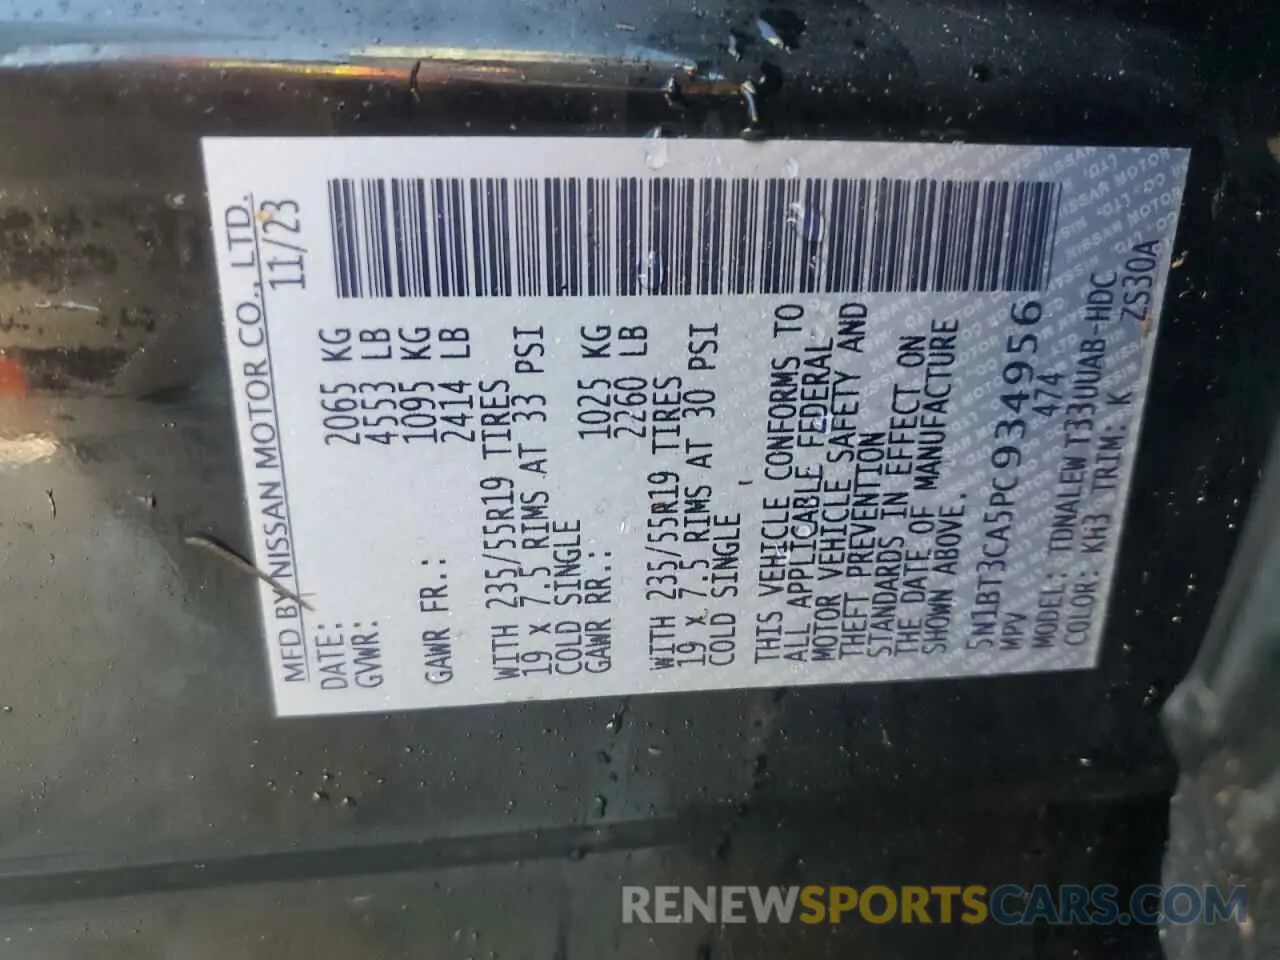 MFD BY NISSAN MOTOR CO., LTD.
DATE: 11/23
GVWR: 2065 KG
4553 LB
1095 KG
GAWR FR.: 2414 LB
WITH 235/55R19 TIRES
19 X 7.5 RIMS AT 33 PSI
COLD SINGLE
GAWR RR.: 1025 KG
2260 LB
WITH 235/55R19 TIRES
19 X 7.5 RIMS AT 30 PSI
COLD SINGLE
THIS VEHICLE CONFORMS TO
ALL APPLICABLE FEDERAL
MOTOR VEHICLE SAFETY AND
THEFT PREVENTION
STANDARDS IN EFFECT ON
THE DATE OF MANUFACTURE
SHOWN ABOVE.
5N1BT3CA5PC934956
MPV 474
MODEL: TDNALEW T33UUAB-HDC
COLOR: KH3 TRIM: K ZS30A
RENEWSPORTSCARS.COM